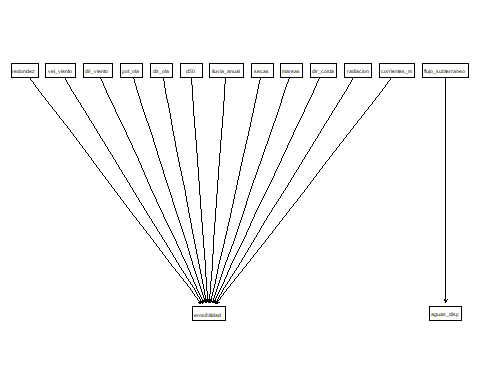 redondez vel_viento dir_viento pot_ola dir_ola d50 lluvia_anual secas mareas dir_costa radiacion corrientes_m flujo_subterraneo
erosibilidad aguas_disp